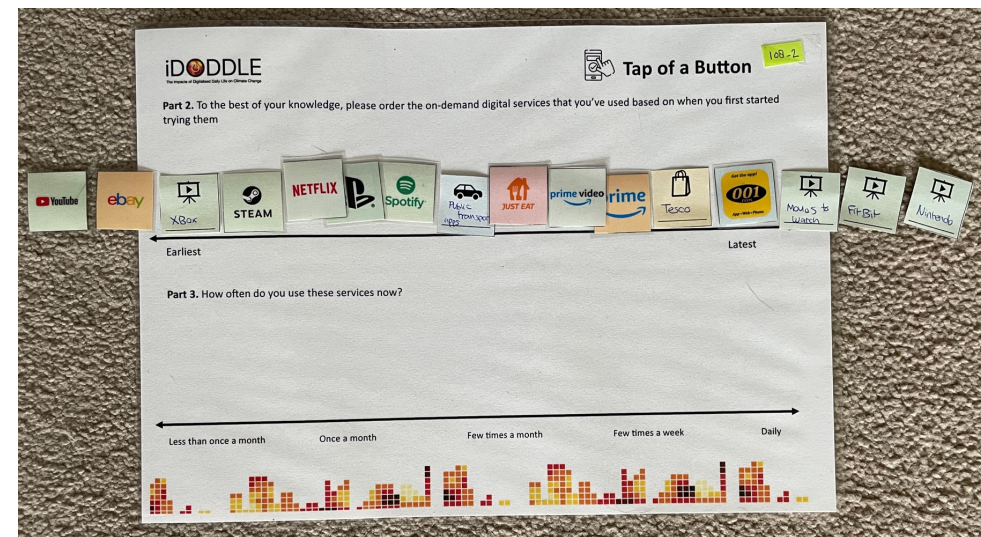 iDODDLE
The Impacts of Digitalised Daily Life on Climate Change
Tap of a Button
108-2
Part 2. To the best of your knowledge, please order the on-demand digital services that you've used based on when you first started
trying them
YouTube
ebay
XBox
STEAM
NETFLIX
Spotify
Public
transport
apps
JUST EAT
prime video
prime
Tesco
Get the app!
001
App • Web • Phone
Movies to
watch
FitBit
Nintendo
Earliest
Latest
Part 3. How often do you use these services now?
Less than once a month
Once a month
Few times a month
Few times a week
Daily